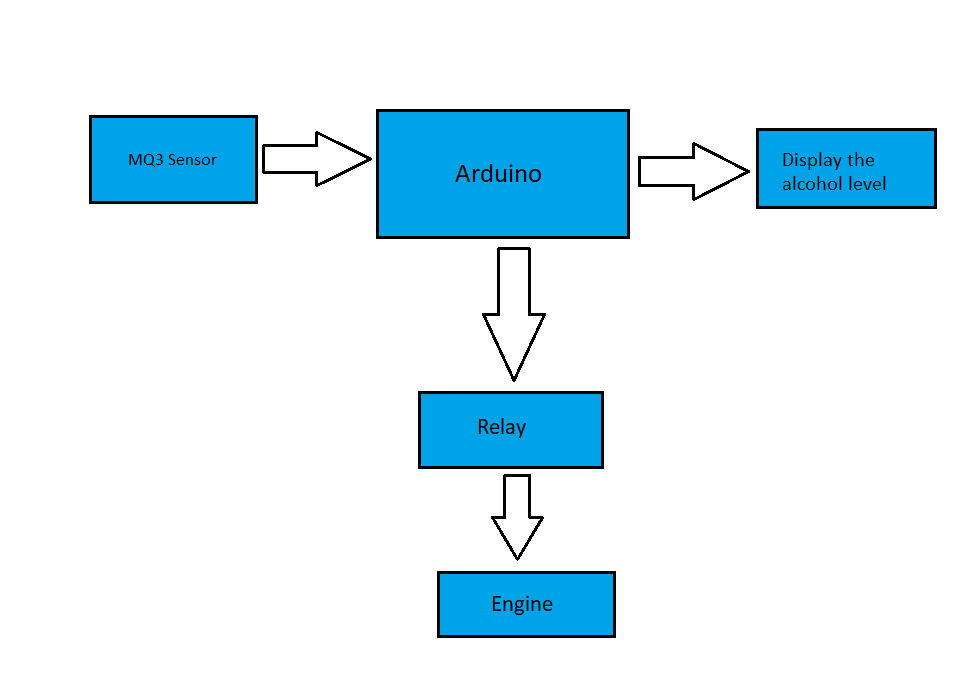 MQ3 Sensor
Arduino
Display the
alcohol level
Relay
Engine